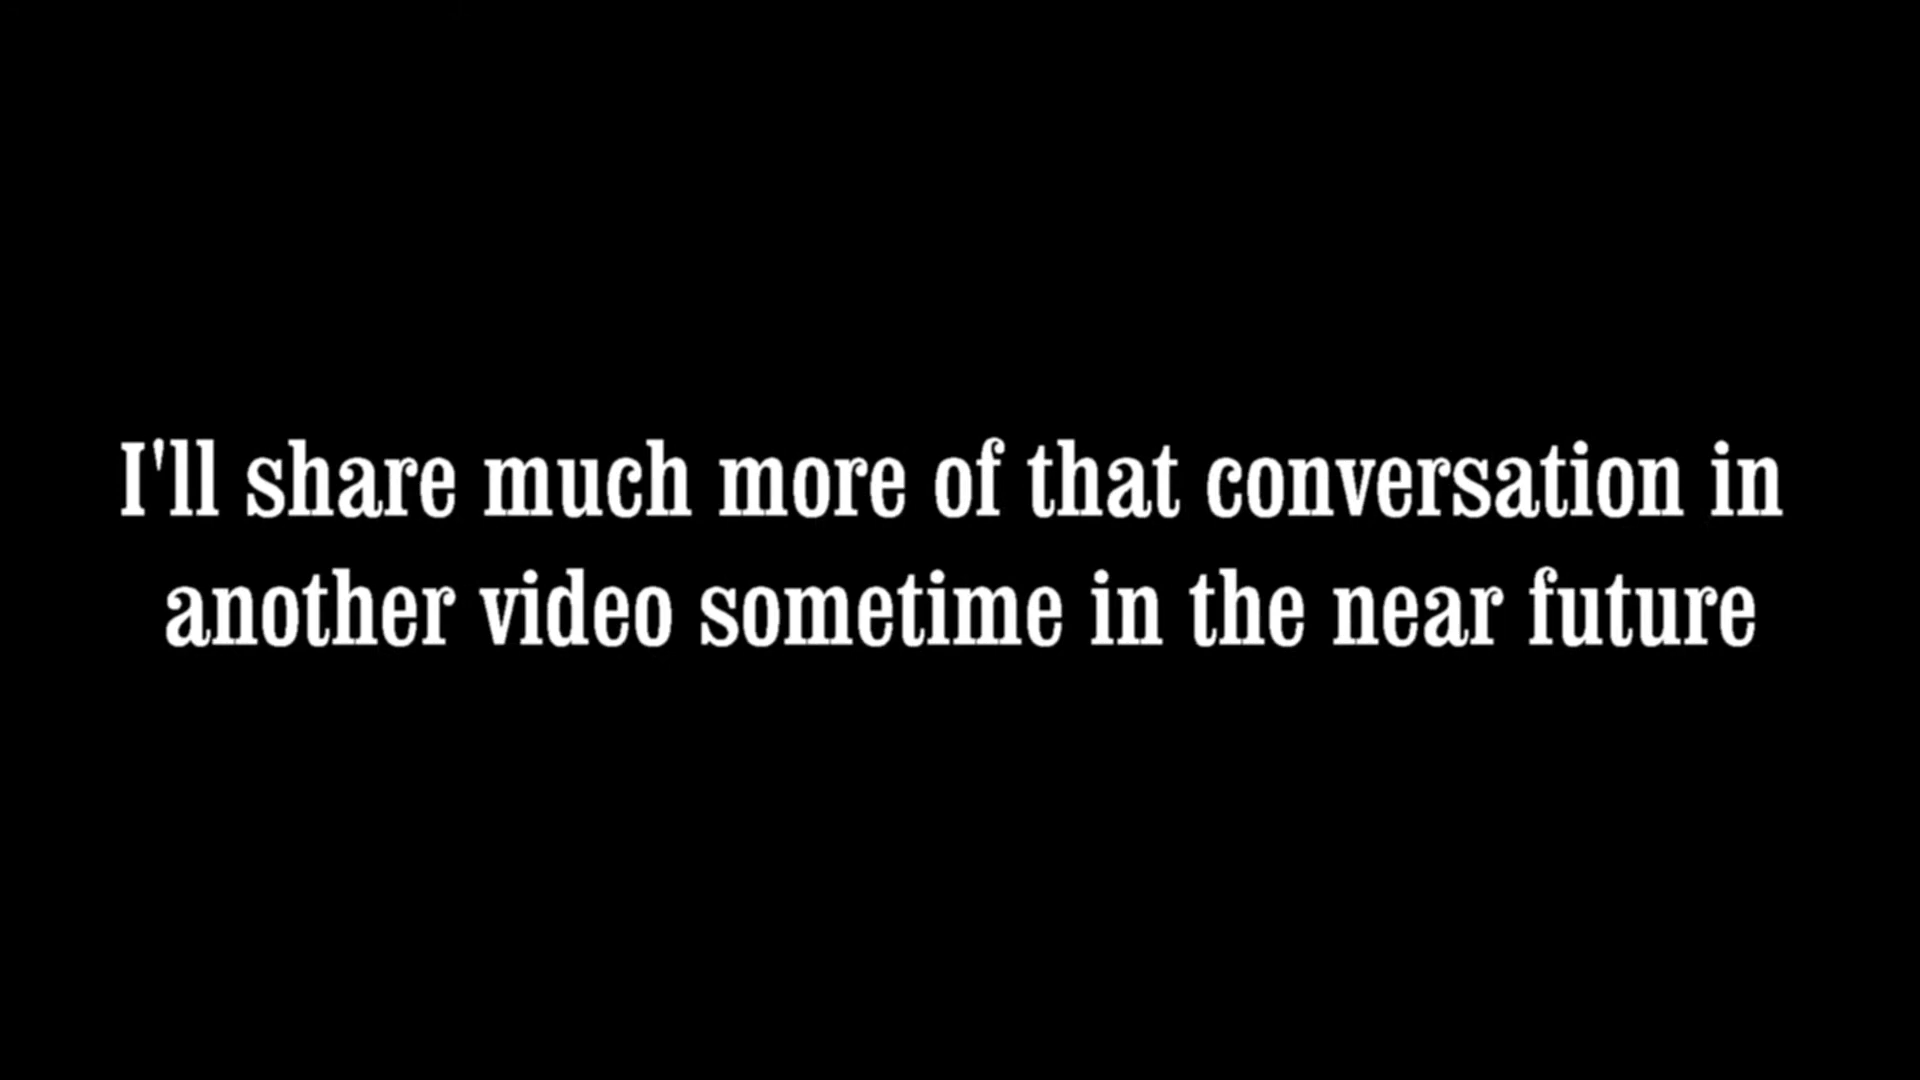 I'll share much more of that conversation in
another video sometime in the near future